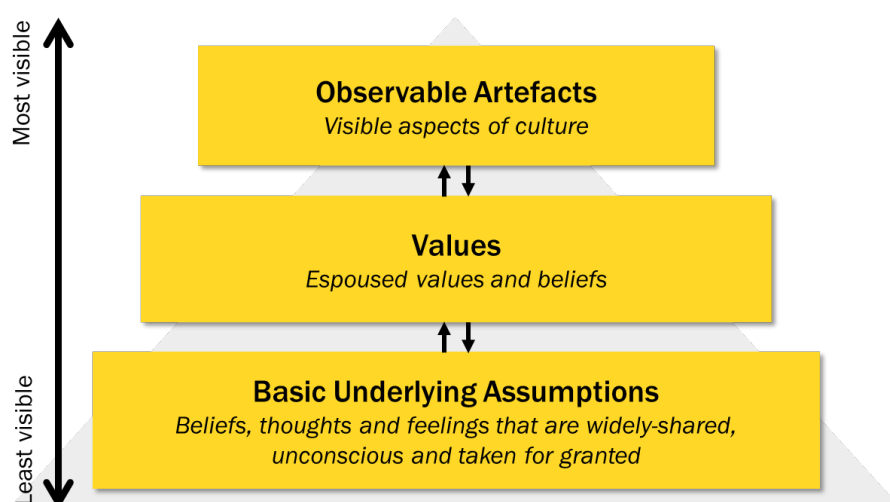 Most visible
Observable Artefacts
Visible aspects of culture
Values
Espoused values and beliefs
Basic Underlying Assumptions
Beliefs, thoughts and feelings that are widely-shared,
unconscious and taken for granted
Least visible